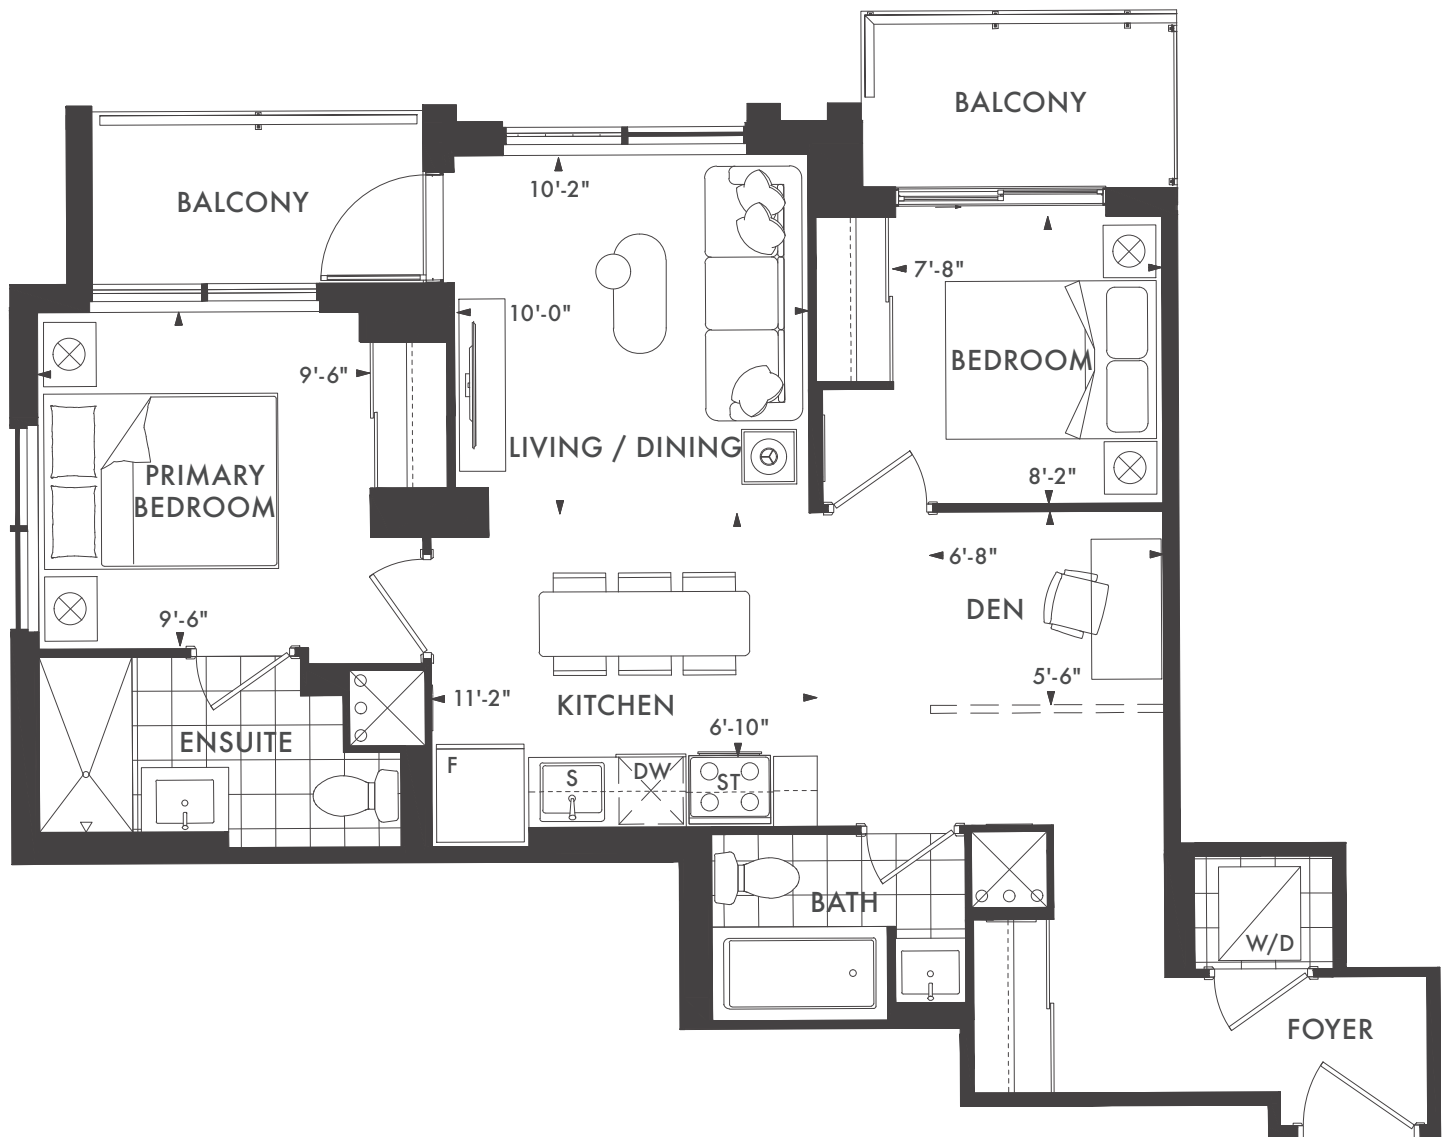 BALCONY
BALCONY
10'-2"
7'-8"
10'-0"
BEDROOM
9'-6"
LIVING / DINING
PRIMARY
BEDROOM
8'-2"
6'-8"
DEN
9'-6"
5'-6"
11'-2"
KITCHEN
6'-10"
ENSUITE
F
S
DW
ST
BATH
W/D
FOYER